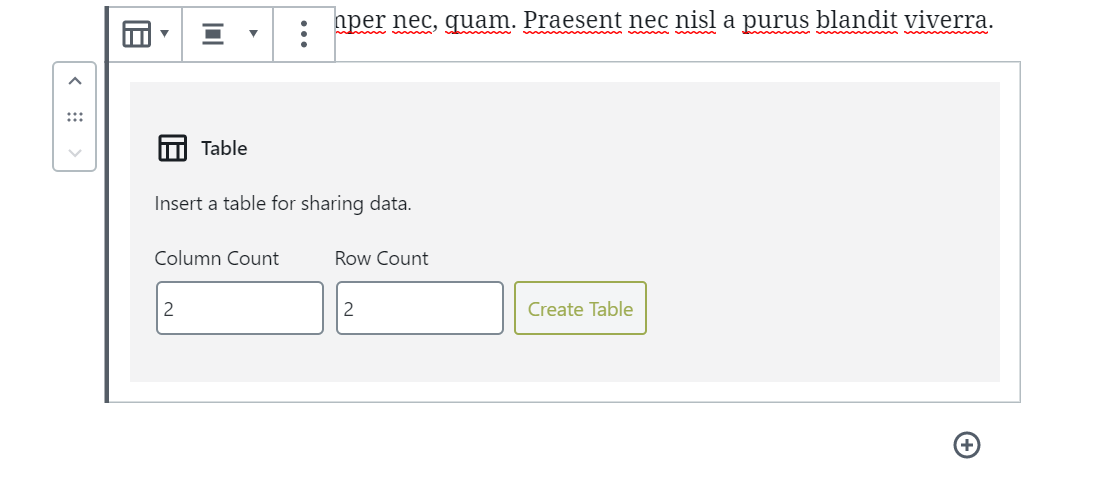 nec, quam. Praesent nec nisl a purus blandit viverra.
Table
Insert a table for sharing data.
Column Count Row Count
2 2 Create Table